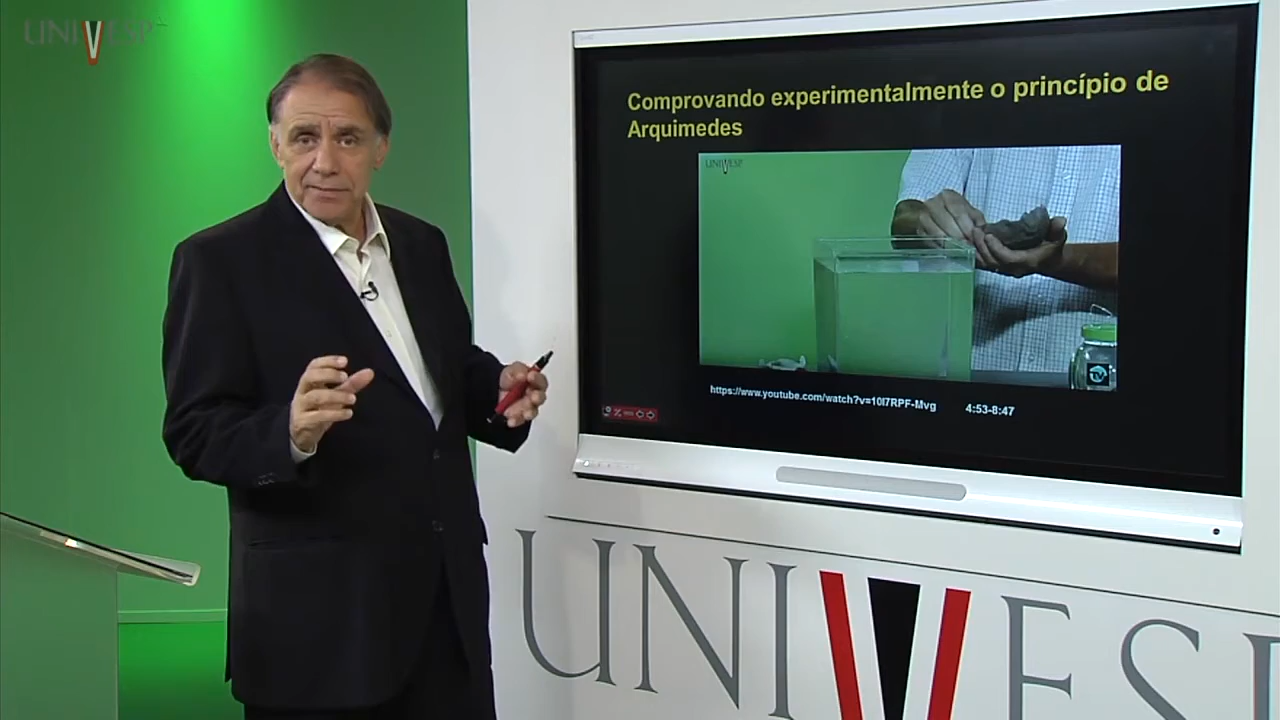 UNIVESP
Comprovando experimentalmente o princípio de
Arquimedes
UNIVESP
TV
https://www.youtube.com/watch?v=10I7RPF-Mvg 4:53-8:47
UNIVESP